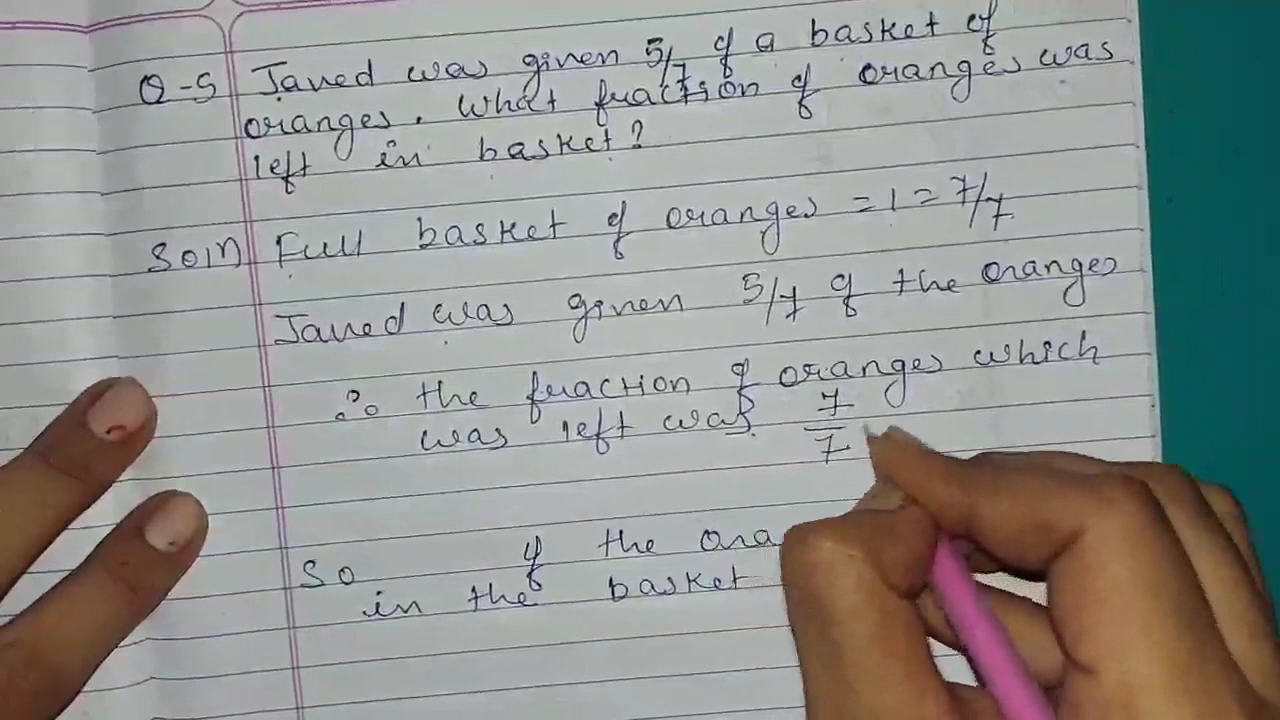 Q-5 Javed was given 5/7 of a basket of
oranges. What fraction of oranges was
left in basket?
Soln Full basket of oranges = 1 = 7/7
Javed was given 5/7 of the oranges
∴ the fraction of oranges which
was left was 7/7
So of the
in the basket